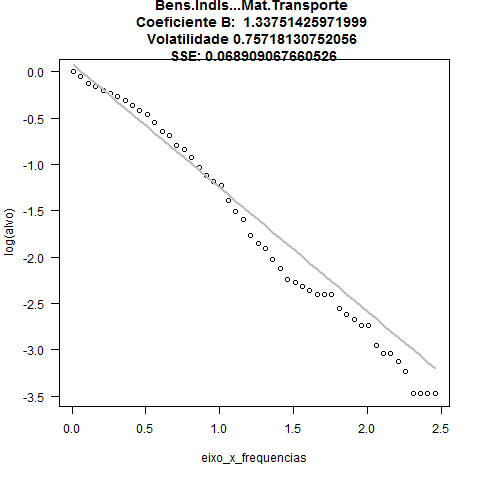 Bens.Indis...Mat.Transporte
Coeficiente B:  1.33751425971999
Volatilidade 0.75718130752056
SSE: 0.068909067660526
log(alvo)
0.0
-0.5
-1.0
-1.5
-2.0
-2.5
-3.0
-3.5
0.0 0.5 1.0 1.5 2.0 2.5
eixo_x_frequencias